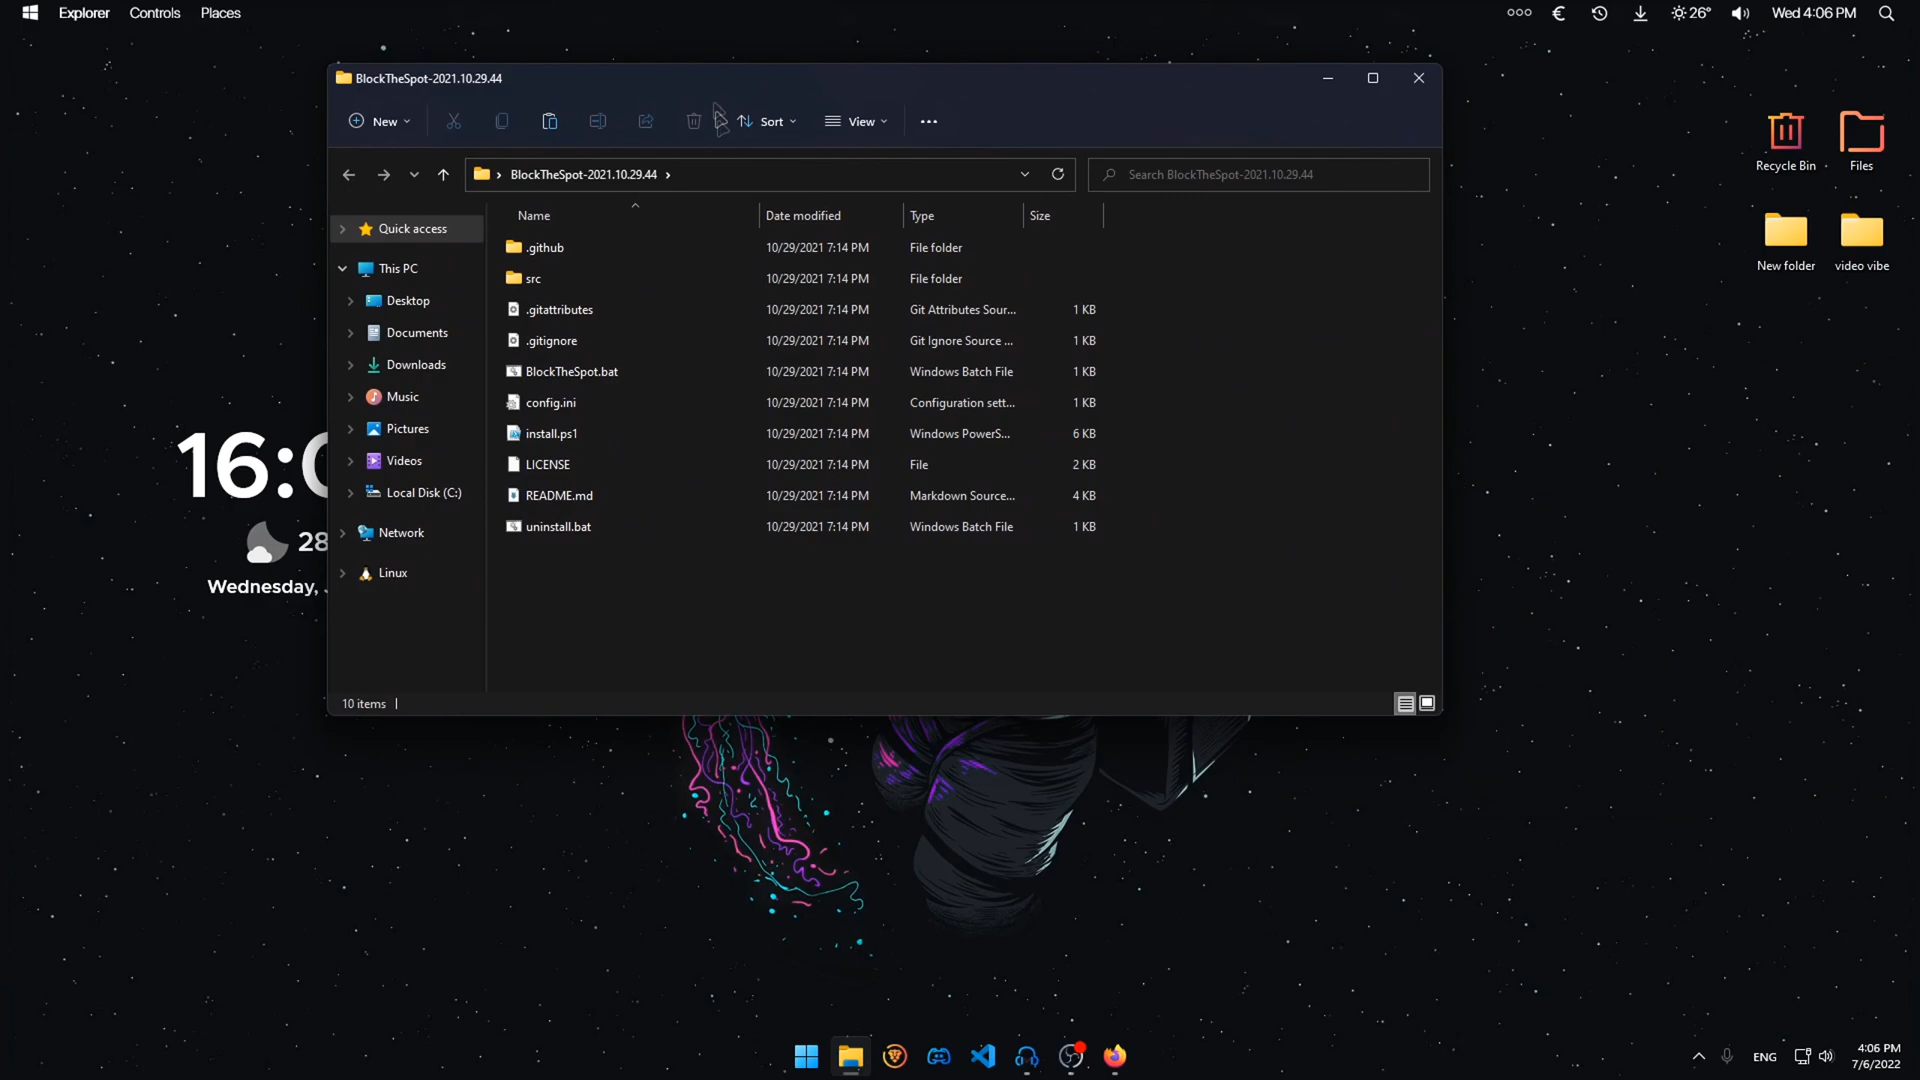 Explorer Controls Places
€ 26° Wed 4:06 PM
BlockTheSpot-2021.10.29.44
New Sort View
BlockTheSpot-2021.10.29.44
Search BlockTheSpot-2021.10.29.44
Name Date modified Type Size
.github 10/29/2021 7:14 PM File folder
src 10/29/2021 7:14 PM File folder
.gitattributes 10/29/2021 7:14 PM Git Attributes Sour... 1 KB
.gitignore 10/29/2021 7:14 PM Git Ignore Source ... 1 KB
BlockTheSpot.bat 10/29/2021 7:14 PM Windows Batch File 1 KB
config.ini 10/29/2021 7:14 PM Configuration sett... 1 KB
install.ps1 10/29/2021 7:14 PM Windows PowerS... 6 KB
LICENSE 10/29/2021 7:14 PM File 2 KB
README.md 10/29/2021 7:14 PM Markdown Source... 4 KB
uninstall.bat 10/29/2021 7:14 PM Windows Batch File 1 KB
Quick access
This PC
Desktop
Documents
Downloads
Music
Pictures
Videos
Local Disk (C:)
Network
Linux
10 items
Recycle Bin Files
New folder video vibe
16:0
28
Wednesday,
ENG
4:06 PM
7/6/2022